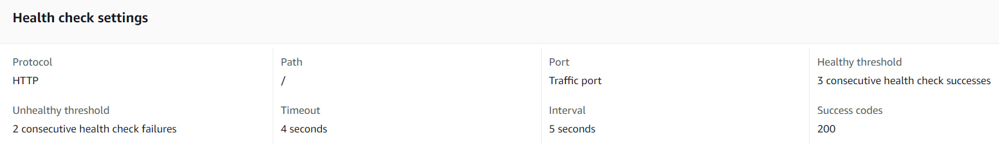 Health check settings
Protocol
HTTP
Path
/
Port
Traffic port
Healthy threshold
3 consecutive health check successes
Unhealthy threshold
2 consecutive health check failures
Timeout
4 seconds
Interval
5 seconds
Success codes
200